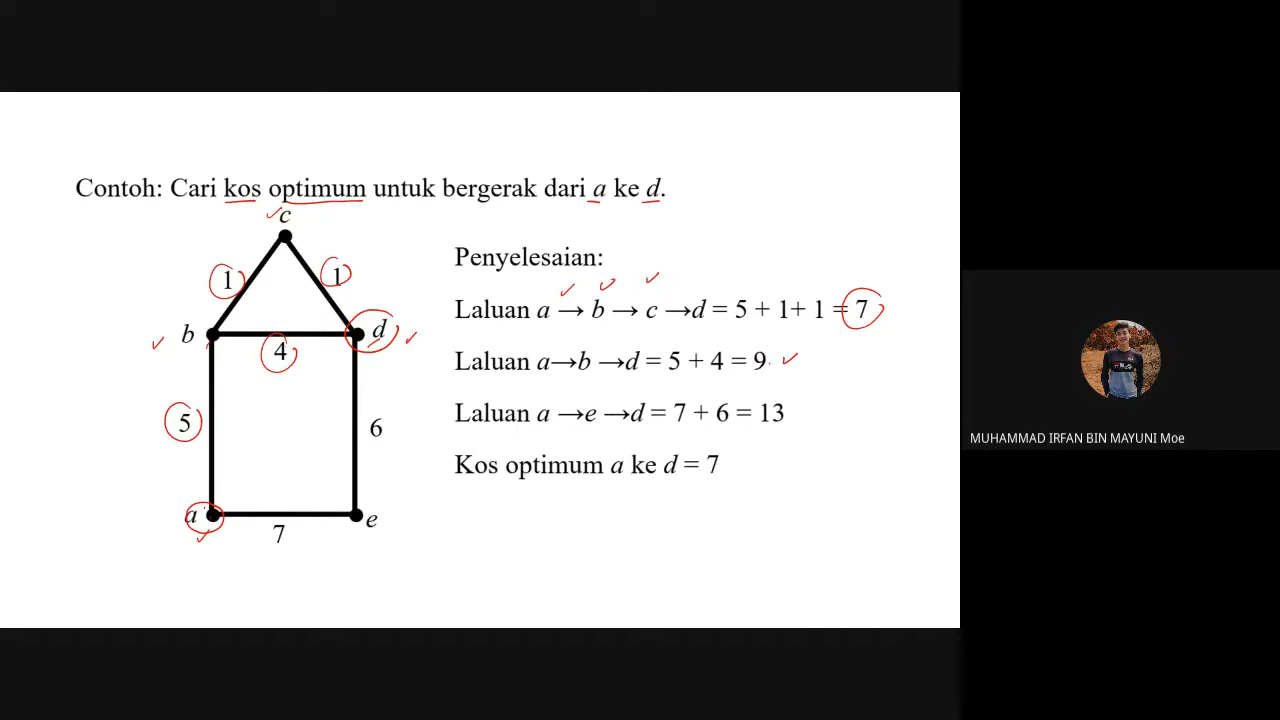 Contoh: Cari kos optimum untuk bergerak dari a ke d.
c
1
1
b
d
4
5
6
a
e
7
Penyelesaian:
Laluan a → b → c →d = 5 + 1+ 1 = 7
Laluan a→b →d = 5 + 4 = 9
Laluan a →e →d = 7 + 6 = 13
Kos optimum a ke d = 7
MUHAMMAD IRFAN BIN MAYUNI Moe